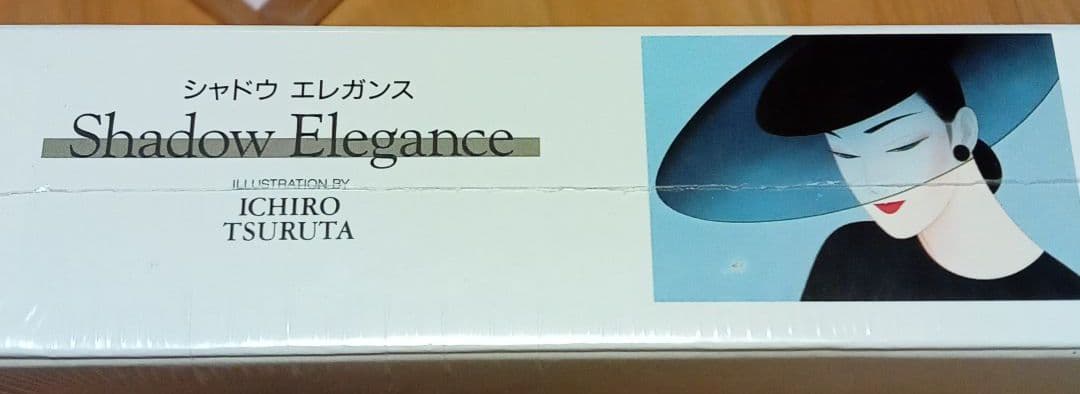 シャドウ エレガンス
Shadow Elegance
ILLUSTRATION BY
ICHIRO
TSURUTA